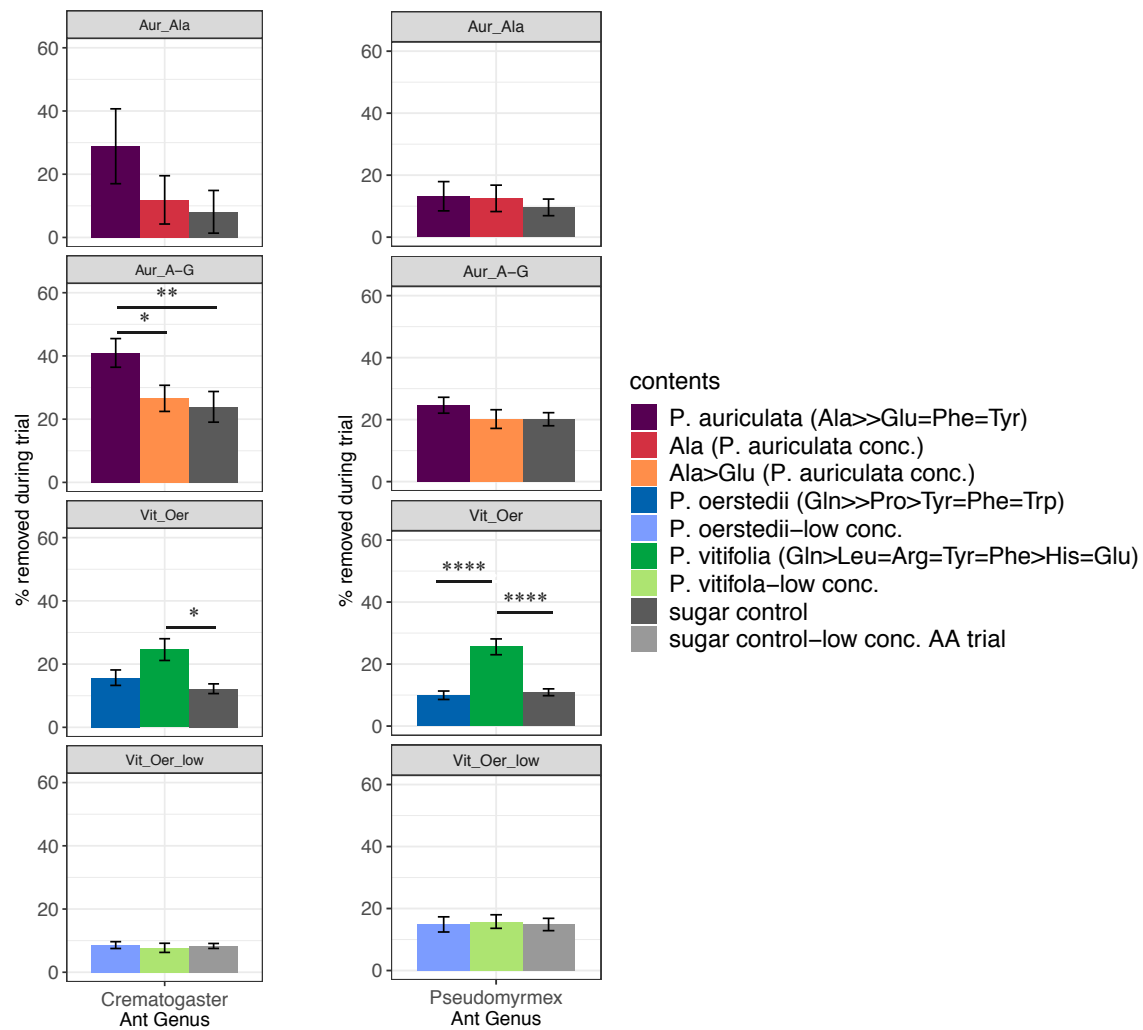 Aur_Ala
60
40
20
0
Aur_A-G
60
**
*
40
20
0
Vit_Oer
60
40
*
20
0
Vit_Oer_low
60
40
20
0
Crematogaster
Ant Genus
% removed during trial
Aur_Ala
60
40
20
0
Aur_A-G
60
40
20
0
Vit_Oer
60
****
****
40
20
0
Vit_Oer_low
60
40
20
0
Pseudomyrmex
Ant Genus
% removed during trial
contents
P. auriculata (Ala>>Glu=Phe=Tyr)
Ala (P. auriculata conc.)
Ala>Glu (P. auriculata conc.)
P. oerstedii (Gln>>Pro>Tyr=Phe=Trp)
P. oerstedii-low conc.
P. vitifolia (Gln>Leu=Arg=Tyr=Phe>His=Glu)
P. vitifola-low conc.
sugar control
sugar control-low conc. AA trial